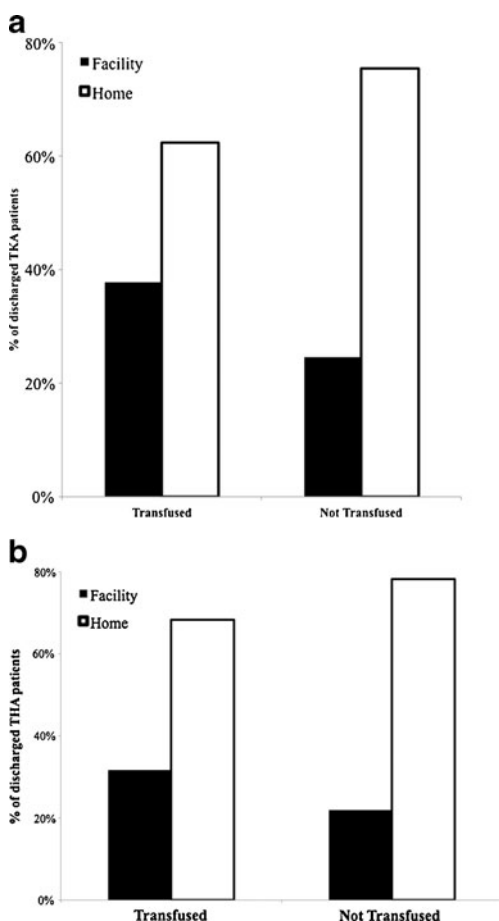 a
80%
Facility
Home
60%
40%
20%
0%
% of discharged TKA patients
Transfused Not Transfused
b
80%
Facility
Home
60%
40%
20%
0%
% of discharged THA patients
Transfused Not Transfused